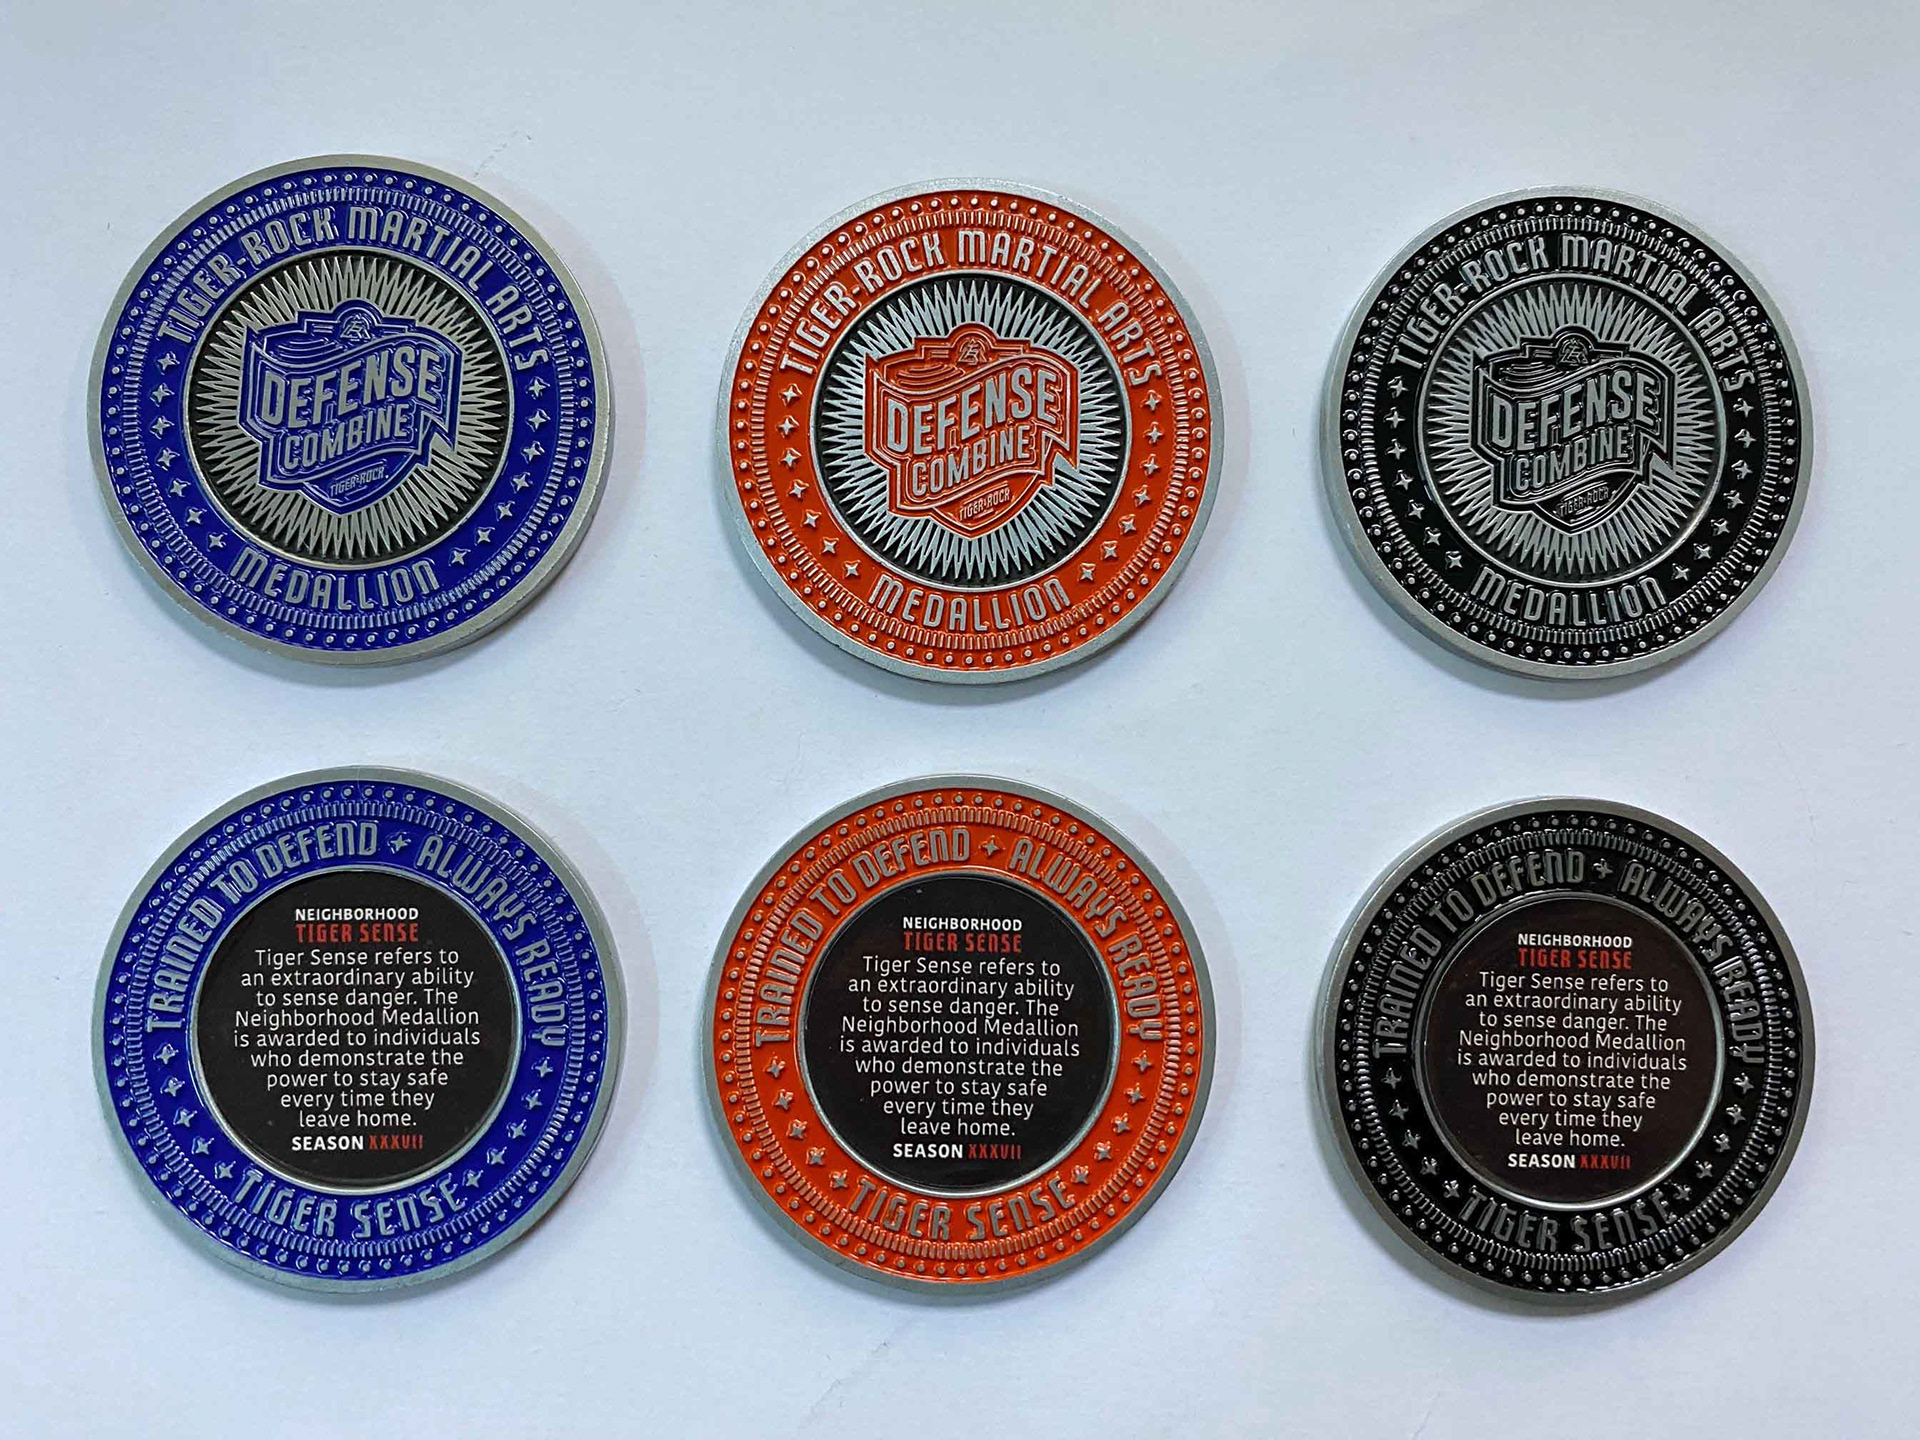 TIGER-ROCK MARTIAL ARTS
DEFENSE
COMBINE
TIGER-ROCK
MEDALLION
TIGER-ROCK MARTIAL ARTS
DEFENSE
COMBINE
TIGER-ROCK
MEDALLION
TIGER-ROCK MARTIAL ARTS
DEFENSE
COMBINE
TIGER-ROCK
MEDALLION
TRAINED TO DEFEND ✦ ALWAYS READY
NEIGHBORHOOD
TIGER SENSE
Tiger Sense refers to
an extraordinary ability
to sense danger. The
Neighborhood Medallion
is awarded to individuals
who demonstrate the
power to stay safe
every time they
leave home.
SEASON XXXVII
TIGER SENSE
TRAINED TO DEFEND ✦ ALWAYS READY
NEIGHBORHOOD
TIGER SENSE
Tiger Sense refers to
an extraordinary ability
to sense danger. The
Neighborhood Medallion
is awarded to individuals
who demonstrate the
power to stay safe
every time they
leave home.
SEASON XXXVII
TIGER SENSE
TRAINED TO DEFEND ✦ ALWAYS READY
NEIGHBORHOOD
TIGER SENSE
Tiger Sense refers to
an extraordinary ability
to sense danger. The
Neighborhood Medallion
is awarded to individuals
who demonstrate the
power to stay safe
every time they
leave home.
SEASON XXXVII
TIGER SENSE